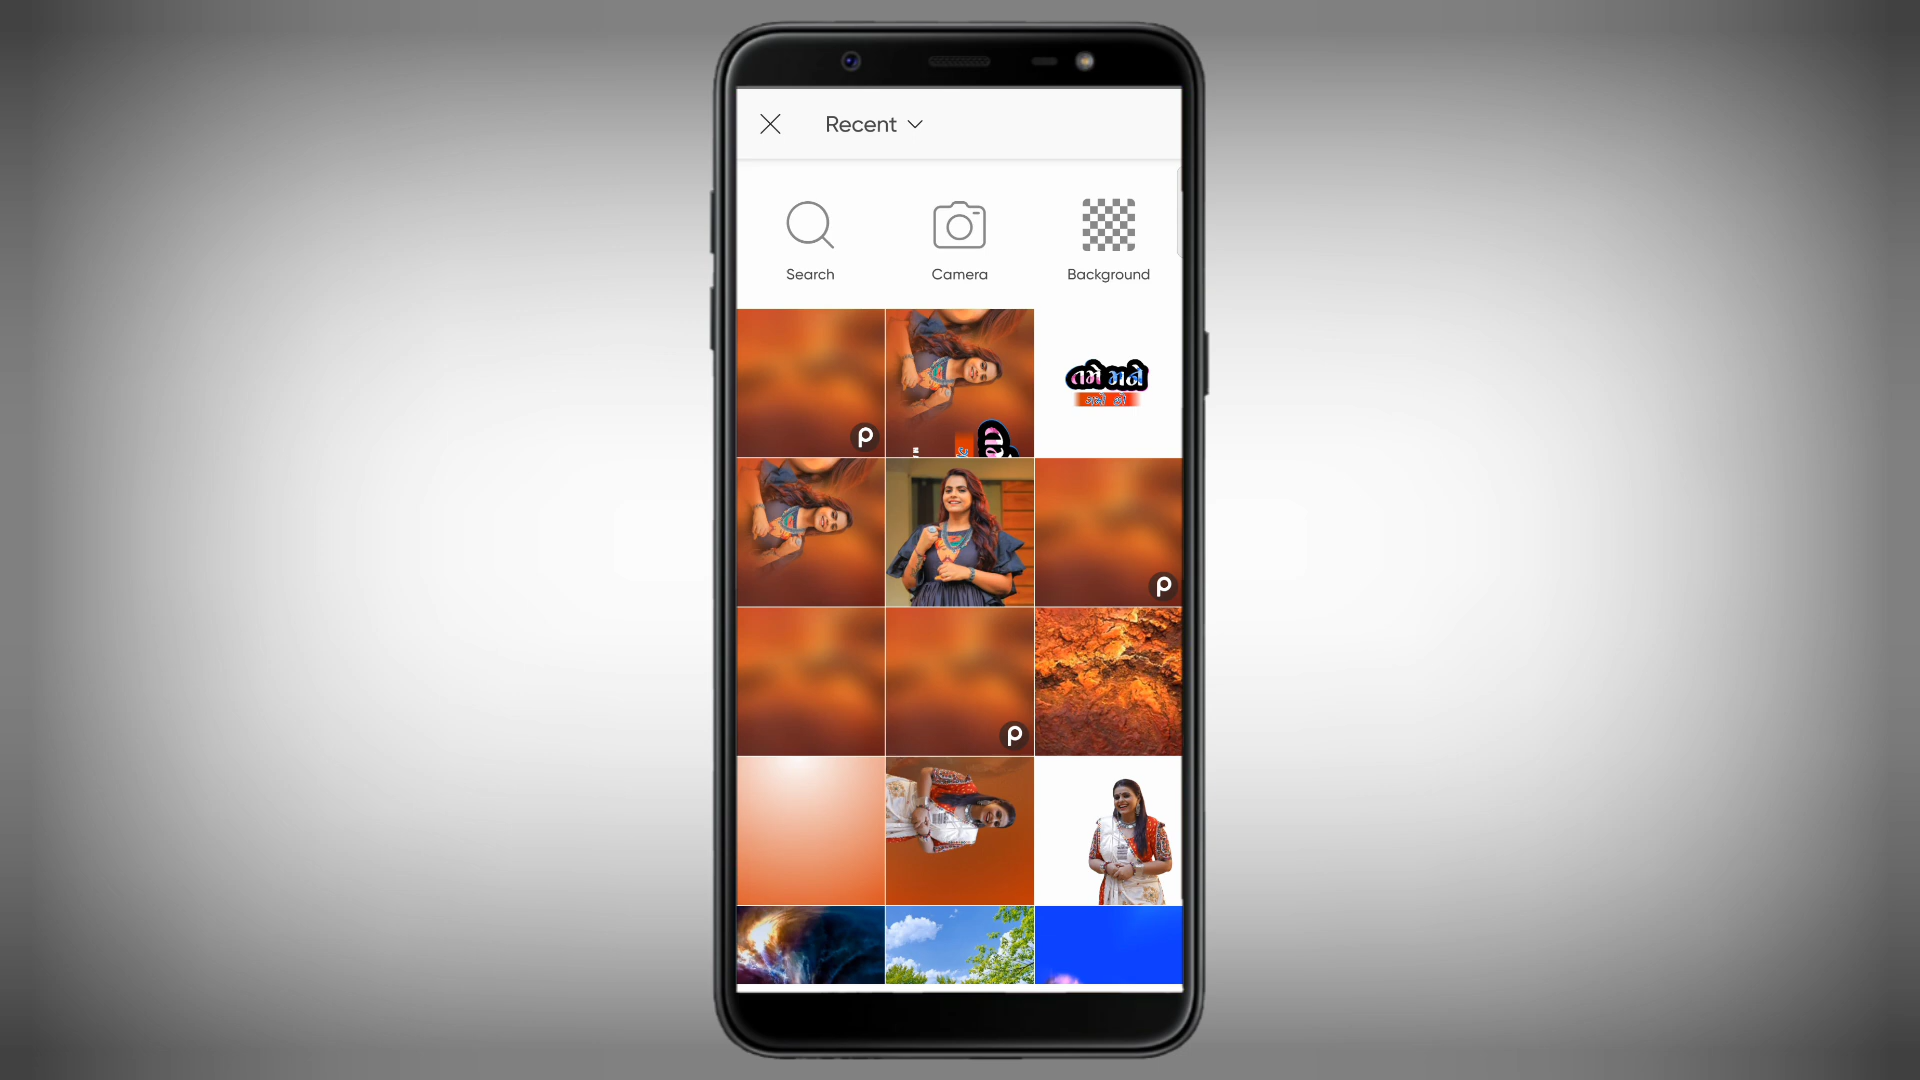 Recent
Search
Camera
Background
તમે મને